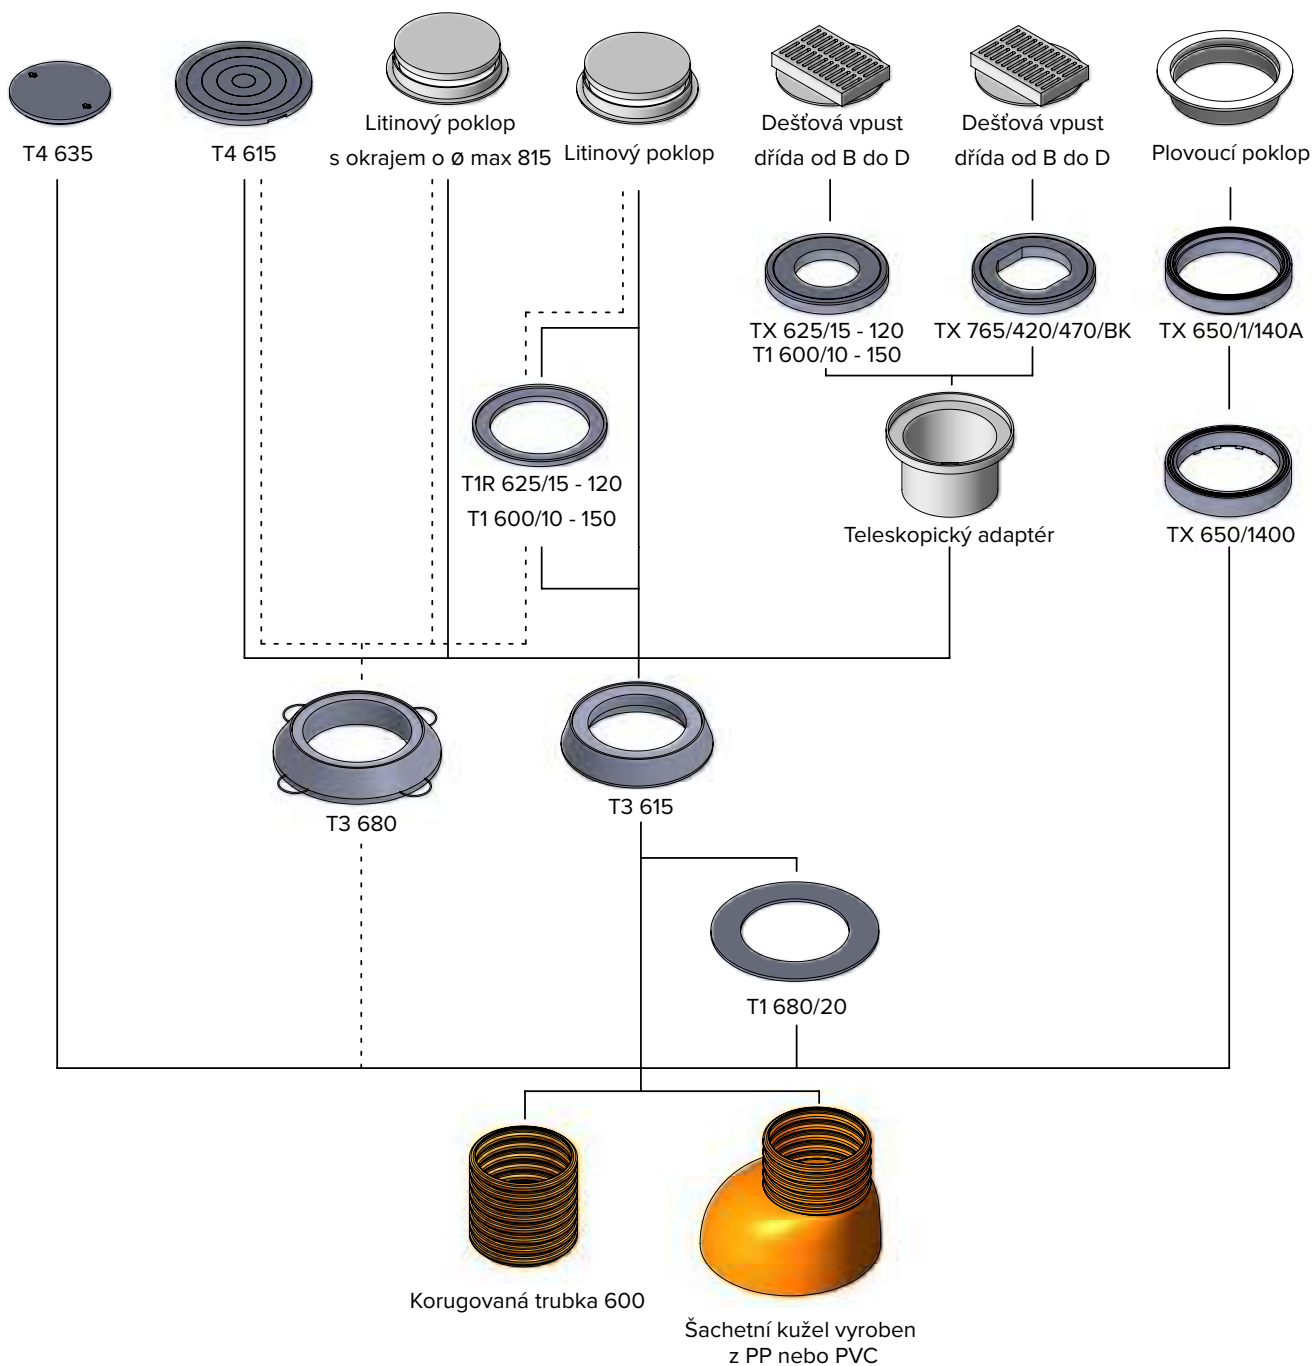 T4 635
T4 615
Litinový poklop
s okrajem o ø max 815
Litinový poklop
Dešťová vpust
dřída od B do D
Dešťová vpust
dřída od B do D
Plovoucí poklop
TX 625/15 - 120
T1 600/10 - 150
TX 765/420/470/BK
TX 650/1/140A
T1R 625/15 - 120
T1 600/10 - 150
Teleskopický adaptér
TX 650/1400
T3 680
T3 615
T1 680/20
Korugovaná trubka 600
Šachetní kužel vyroben
z PP nebo PVC